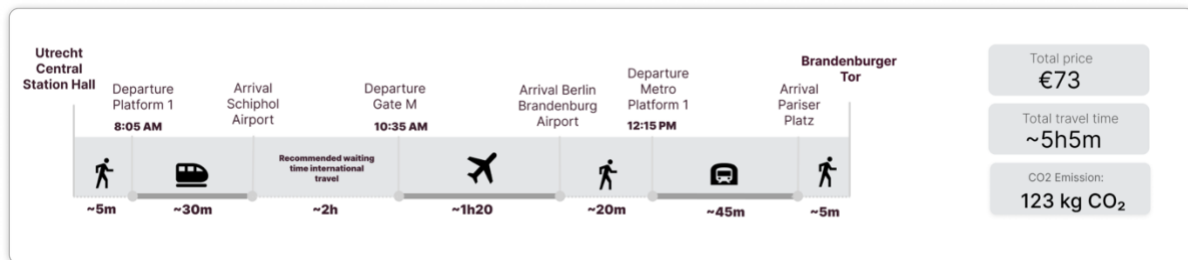 Utrecht
Central
Station Hall
Departure
Platform 1
8:05 AM
Arrival
Schiphol
Airport
Departure
Gate M
10:35 AM
Arrival Berlin
Brandenburg
Airport
Departure
Metro
Platform 1
12:15 PM
Arrival
Pariser
Platz
Brandenburger
Tor
Recommended waiting
time international
travel
~5m
~30m
~2h
~1h20
~20m
~45m
~5m
Total price
€73
Total travel time
~5h5m
CO2 Emission:
123 kg CO₂